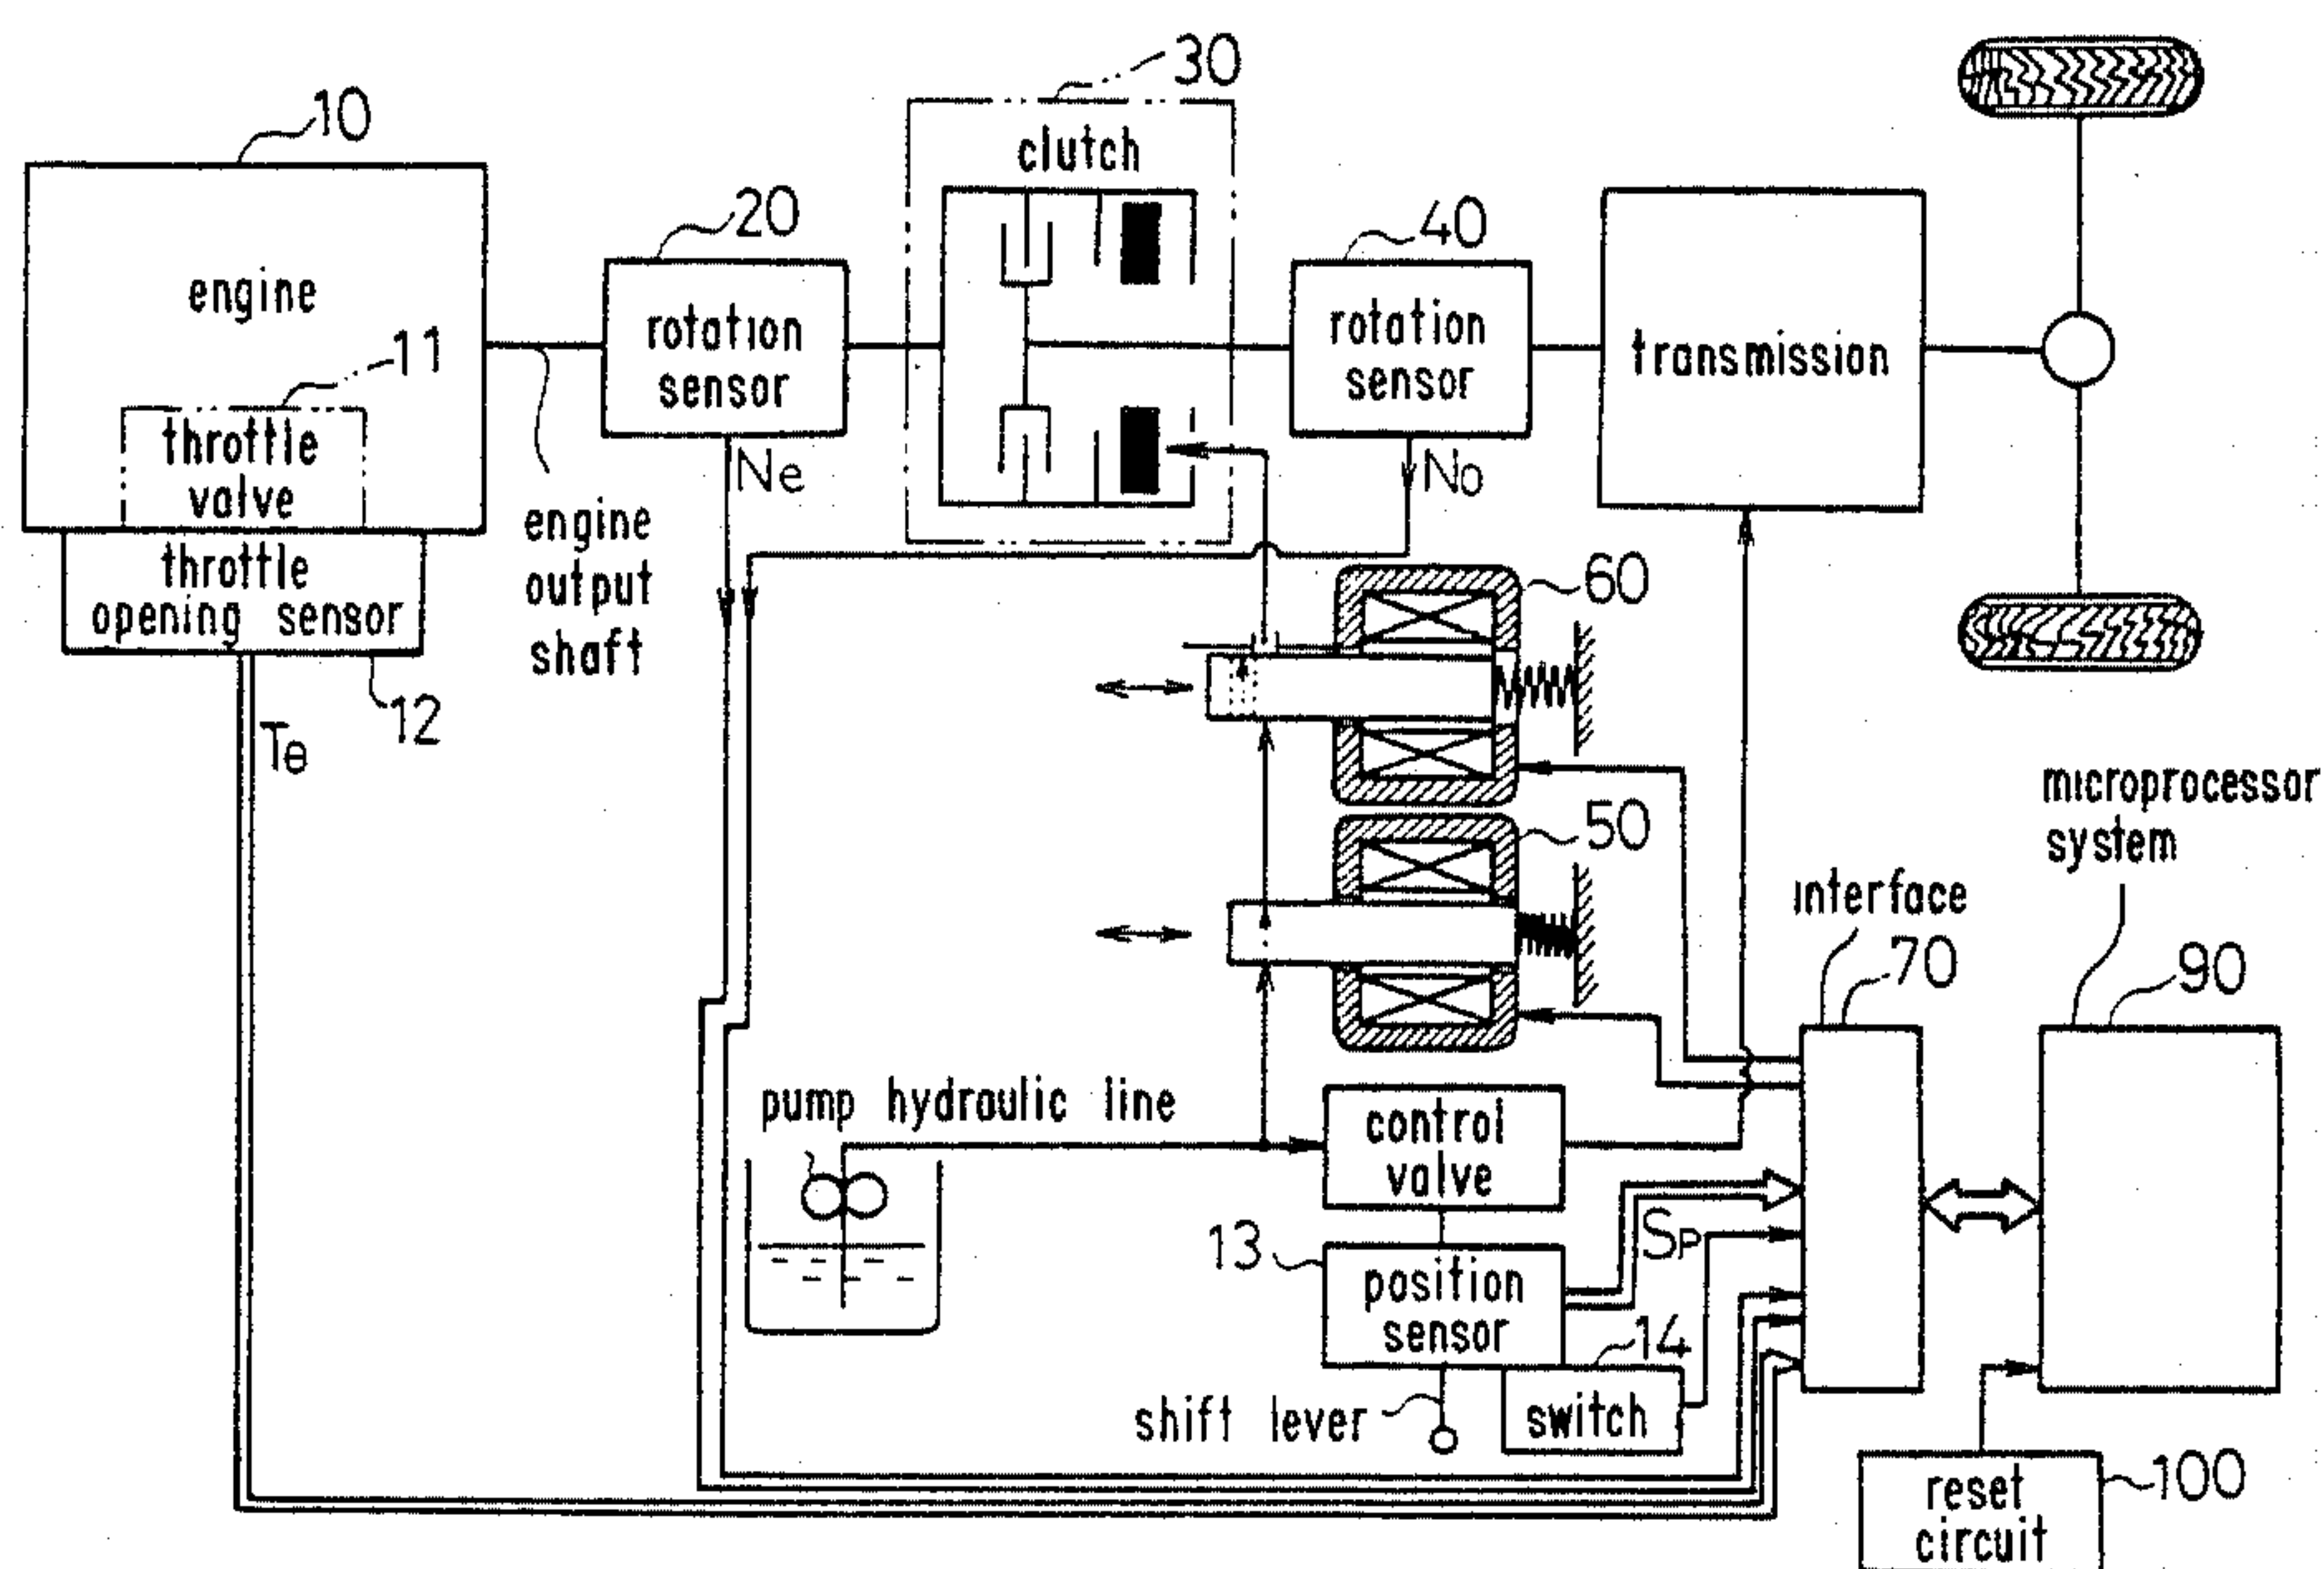 30
10
clutch
20
40
engine
11
rotation
sensor
rotation
sensor
transmission
throttle
valve
Ne
No
engine
output
shaft
throttle
opening sensor
60
12
Tθ
microprocessor
system
50
interface
70
90
pump hydraulic line
control
valve
13
SP
position
sensor
14
shift lever
switch
100
reset
circuit